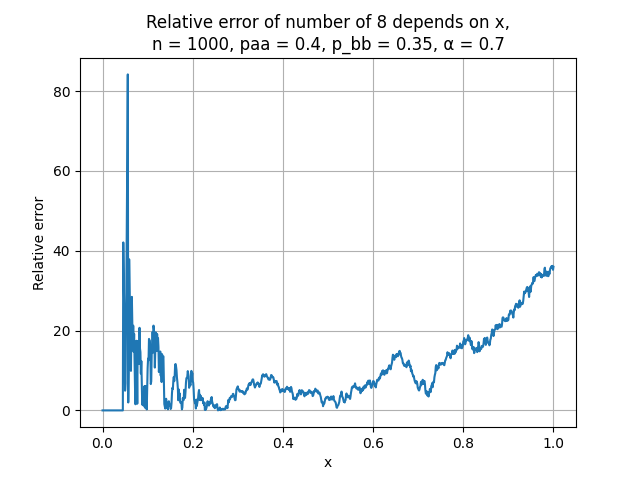 Relative error of number of 8 depends on x,
n = 1000, paa = 0.4, p_bb = 0.35, α = 0.7
80
60
40
20
0
Relative error
0.0 0.2 0.4 0.6 0.8 1.0
x